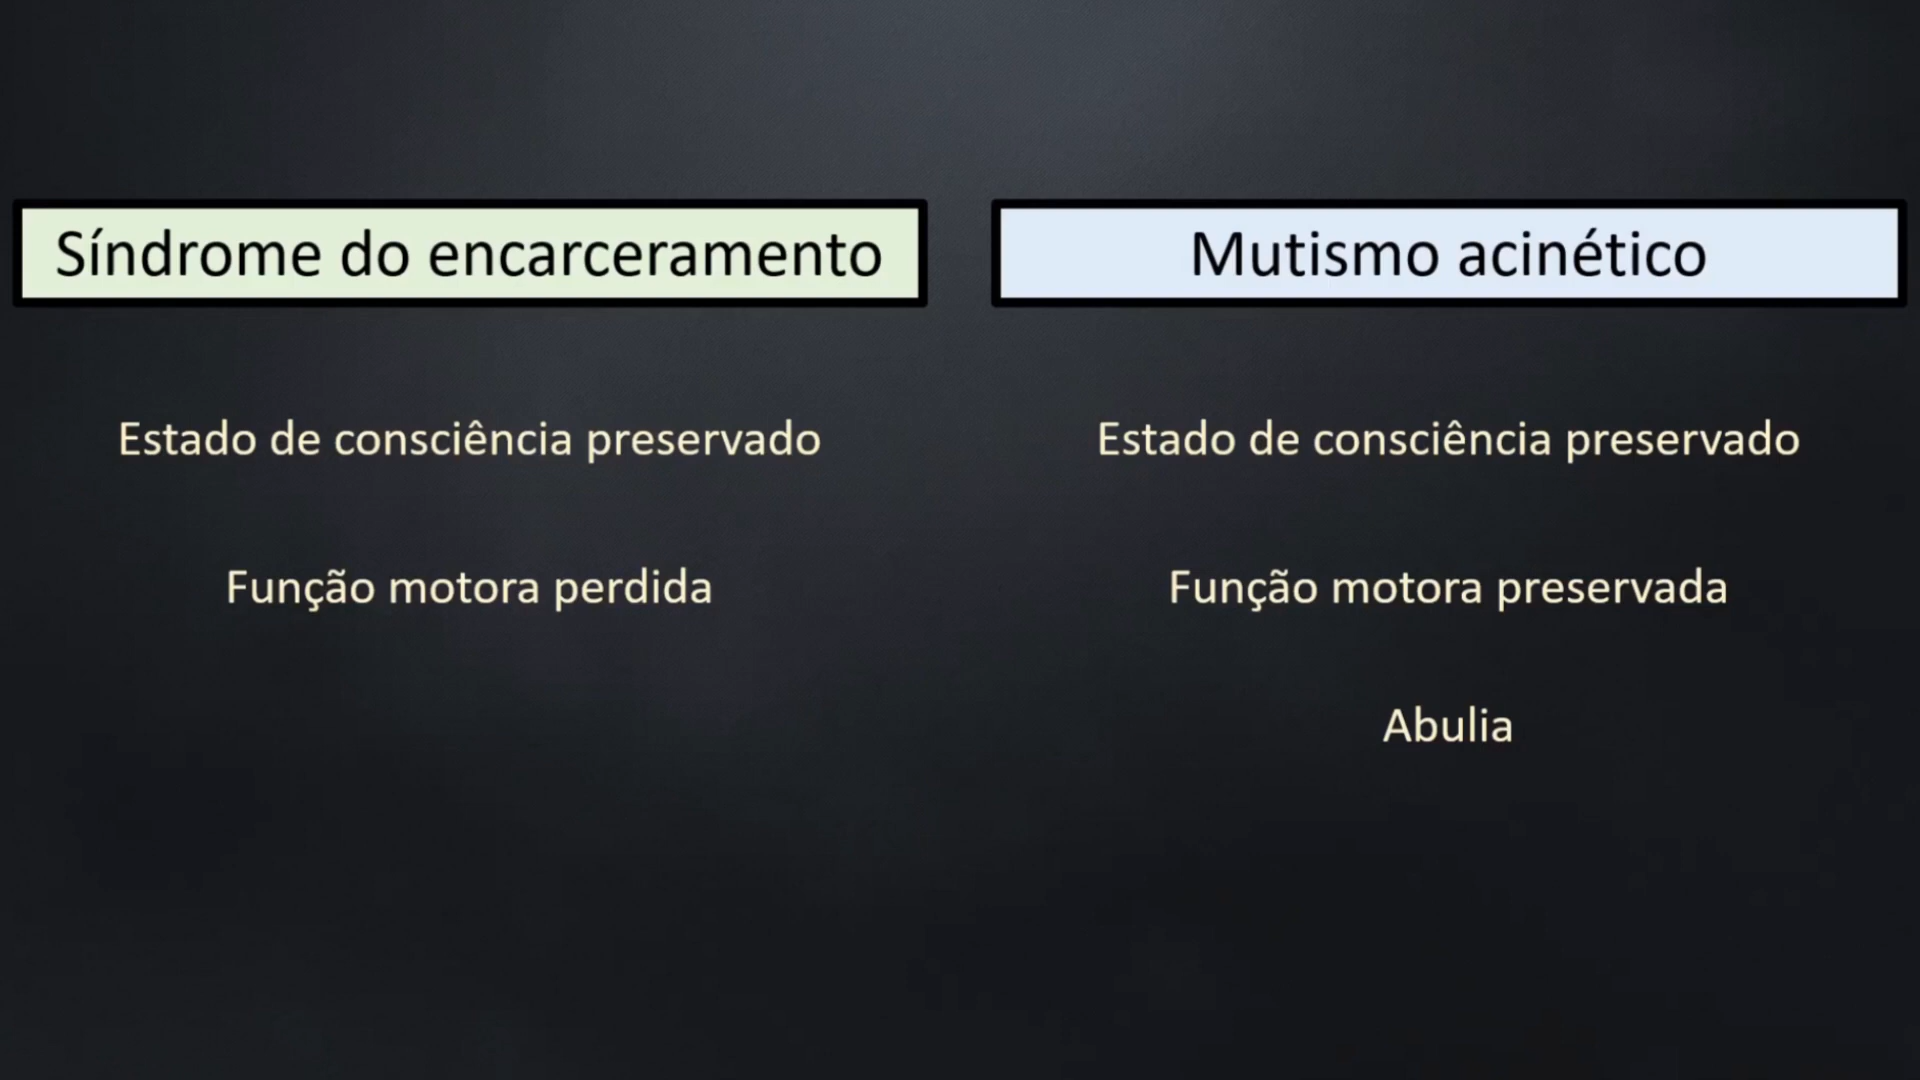 Síndrome do encarceramento
Estado de consciência preservado
Função motora perdida
Mutismo acinético
Estado de consciência preservado
Função motora preservada
Abulia